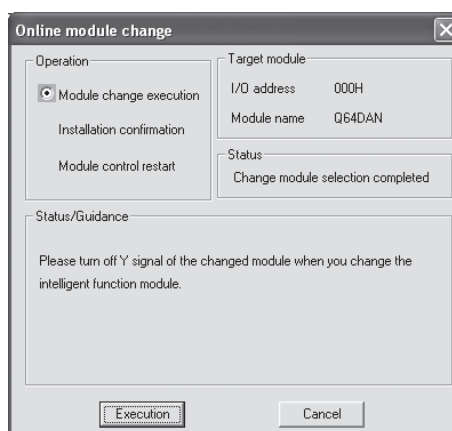 Online module change
Operation
Module change execution
Installation confirmation
Module control restart
Target module
I/O address 000H
Module name Q64DAN
Status
Change module selection completed
Status/Guidance
Please turn off Y signal of the changed module when you change the
intelligent function module.
Execution
Cancel